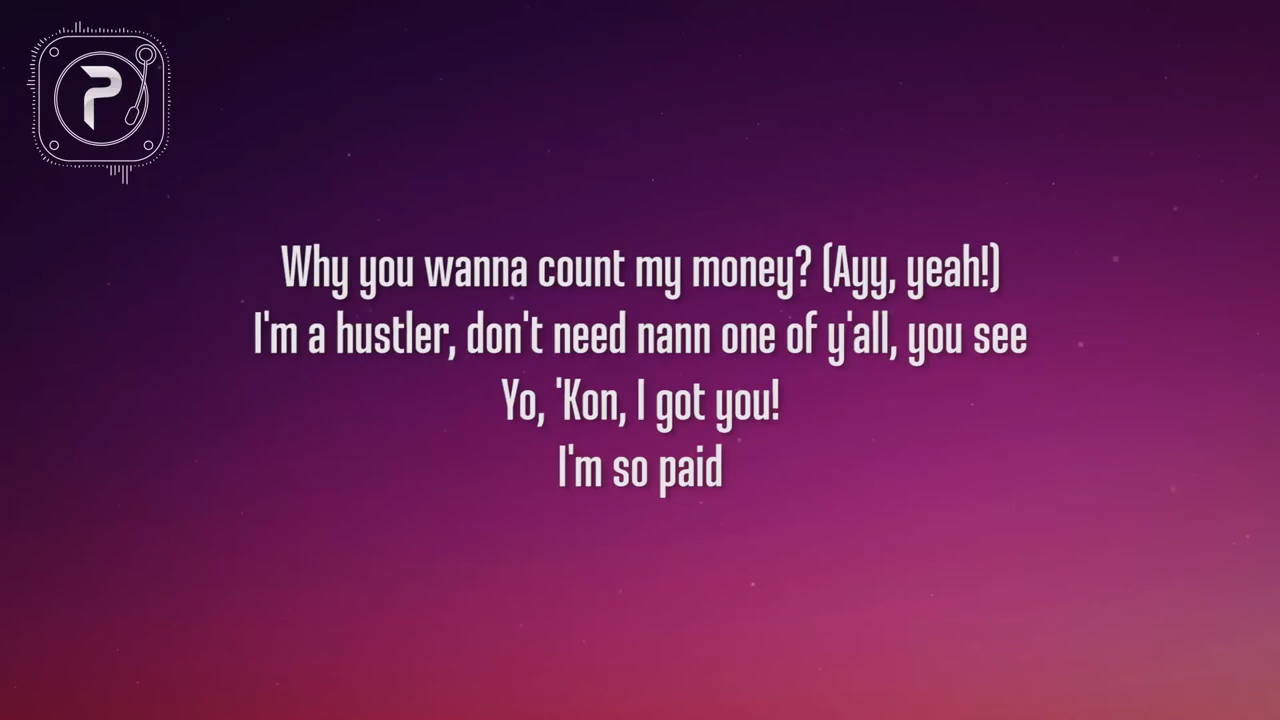 P
Why you wanna count my money? (Ayy, yeah!)
I'm a hustler, don't need nann one of y'all, you see
Yo, 'Kon, I got you!
I'm so paid